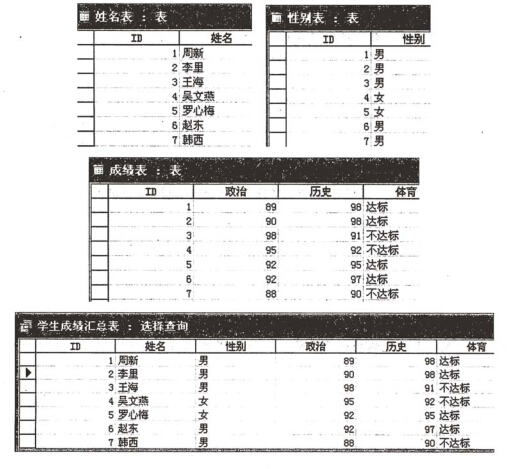 姓名表 : 表
ID 姓名
1 周新
2 李里
3 王海
4 吴文燕
5 罗心梅
6 赵东
7 韩西
性别表 : 表
ID 性别
1 男
2 男
3 男
4 女
5 女
6 男
7 男
成绩表 : 表
ID 政治 历史 体育
1 89 98 达标
2 90 98 达标
3 98 91 不达标
4 95 92 不达标
5 92 95 达标
6 92 97 达标
7 88 90 不达标
学生成绩汇总表 : 选择查询
ID 姓名 性别 政治 历史 体育
1 周新 男 89 98 达标
2 李里 男 90 98 达标
3 王海 男 98 91 不达标
4 吴文燕 女 95 92 不达标
5 罗心梅 女 92 95 达标
6 赵东 男 92 97 达标
7 韩西 男 88 90 不达标